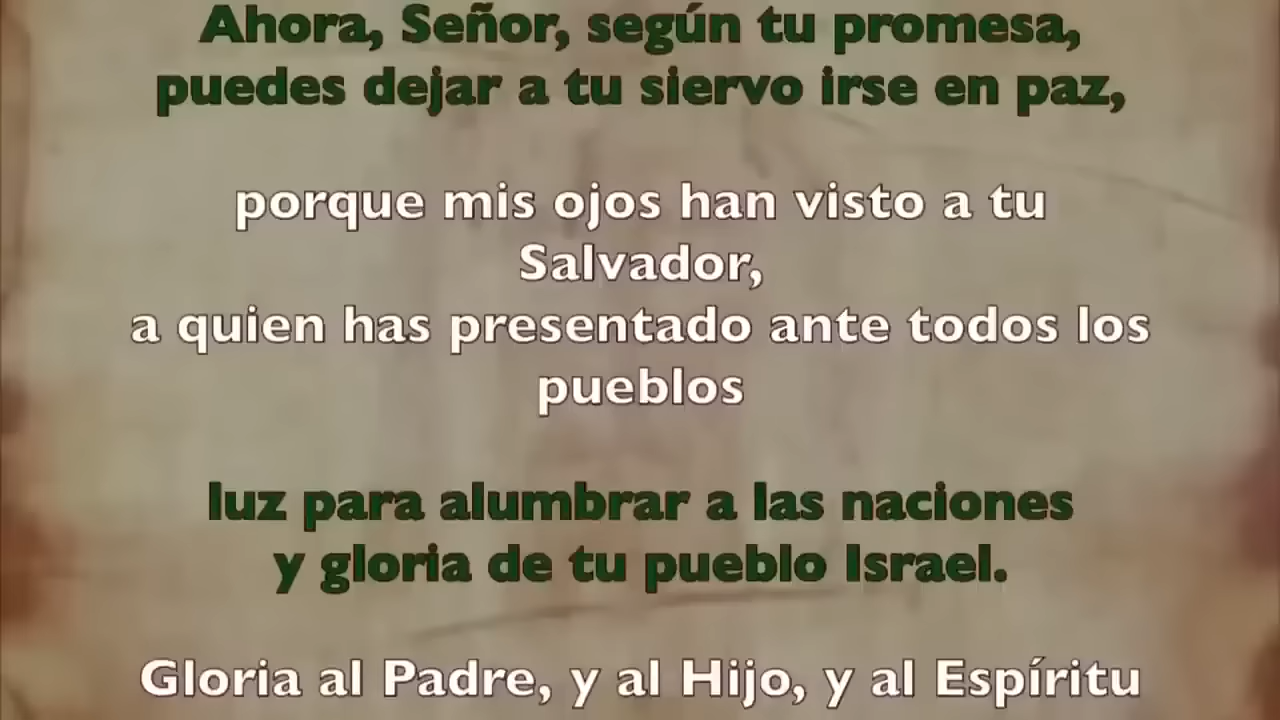 Ahora, Señor, según tu promesa,
puedes dejar a tu siervo irse en paz,
porque mis ojos han visto a tu
Salvador,
a quien has presentado ante todos los
pueblos
luz para alumbrar a las naciones
y gloria de tu pueblo Israel.
Gloria al Padre, y al Hijo, y al Espíritu